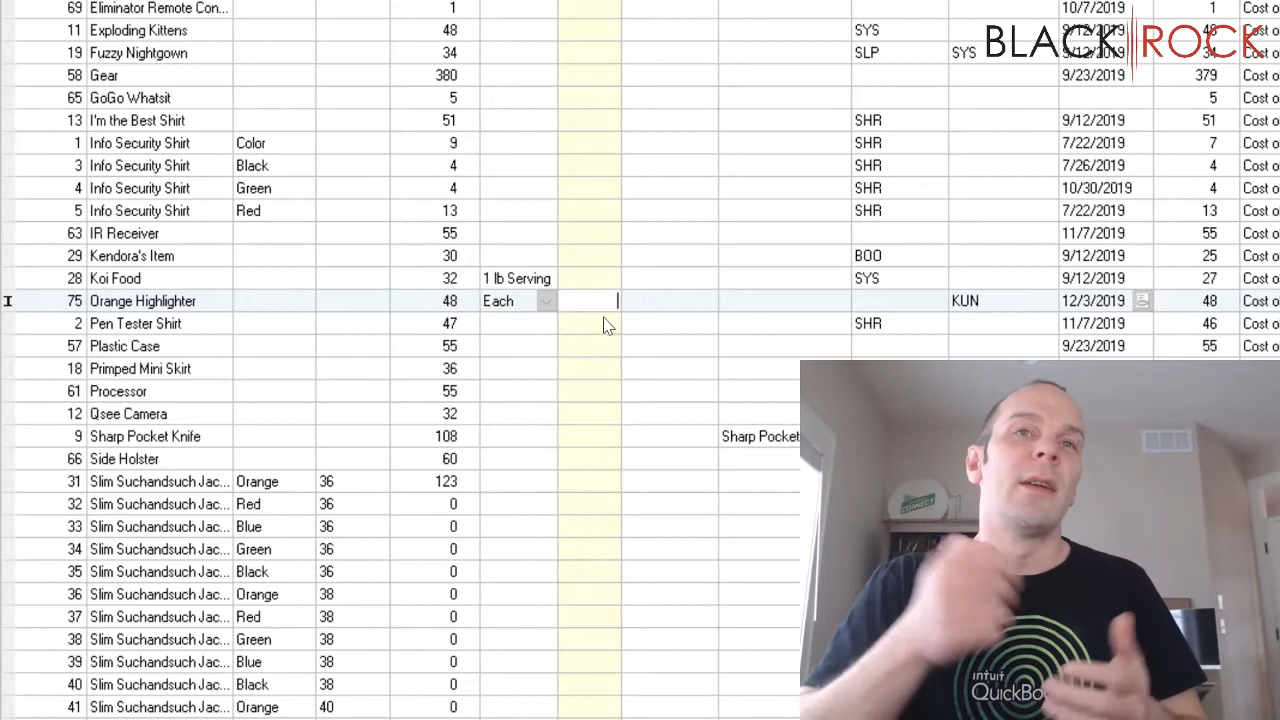 69 Eliminator Remote Con... 1 10/7/2019 1 Cost o
11 Exploding Kittens 48 SYS 9/12/2019 48 Cost o
19 Fuzzy Nightgown 34 SLP SYS 9/12/2019 34 Cost o
BLACK ROCK
58 Gear 380 9/23/2019 379 Cost o
65 GoGo Whatsit 5 5 Cost o
13 I'm the Best Shirt 51 SHR 9/12/2019 51 Cost o
1 Info Security Shirt Color 9 SHR 7/22/2019 7 Cost o
3 Info Security Shirt Black 4 SHR 7/26/2019 4 Cost o
4 Info Security Shirt Green 4 SHR 10/30/2019 4 Cost o
5 Info Security Shirt Red 13 SHR 7/22/2019 13 Cost o
63 IR Receiver 55 11/7/2019 55 Cost o
29 Kendora's Item 30 BOO 9/12/2019 25 Cost o
28 Koi Food 32 1 lb Serving SYS 9/12/2019 27 Cost o
75 Orange Highlighter 48 Each KUN 12/3/2019 48 Cost o
2 Pen Tester Shirt 47 SHR 11/7/2019 46 Cost o
57 Plastic Case 55 9/23/2019 55 Cost o
18 Primped Mini Skirt 36
61 Processor 55
12 Qsee Camera 32
9 Sharp Pocket Knife 108 Sharp Pocket
66 Side Holster 60
31 Slim Suchandsuch Jac... Orange 36 123
32 Slim Suchandsuch Jac... Red 36 0
33 Slim Suchandsuch Jac... Blue 36 0
34 Slim Suchandsuch Jac... Green 36 0
35 Slim Suchandsuch Jac... Black 36 0
36 Slim Suchandsuch Jac... Orange 38 0
37 Slim Suchandsuch Jac... Red 38 0
38 Slim Suchandsuch Jac... Green 38 0
39 Slim Suchandsuch Jac... Blue 38 0
40 Slim Suchandsuch Jac... Black 38 0
41 Slim Suchandsuch Jac... Orange 40 0
CONNECT
intuit
QuickBo